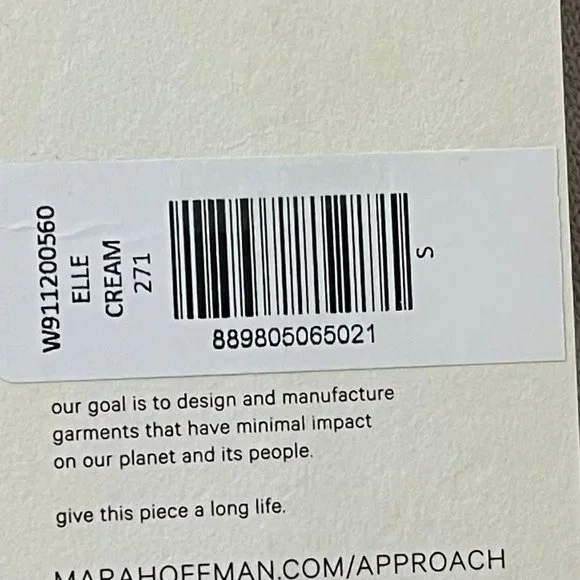 W911200560
ELLE
CREAM
271
S
889805065021
our goal is to design and manufacture
garments that have minimal impact
on our planet and its people.
give this piece a long life.
MARAHOFFMAN.COM/APPROACH